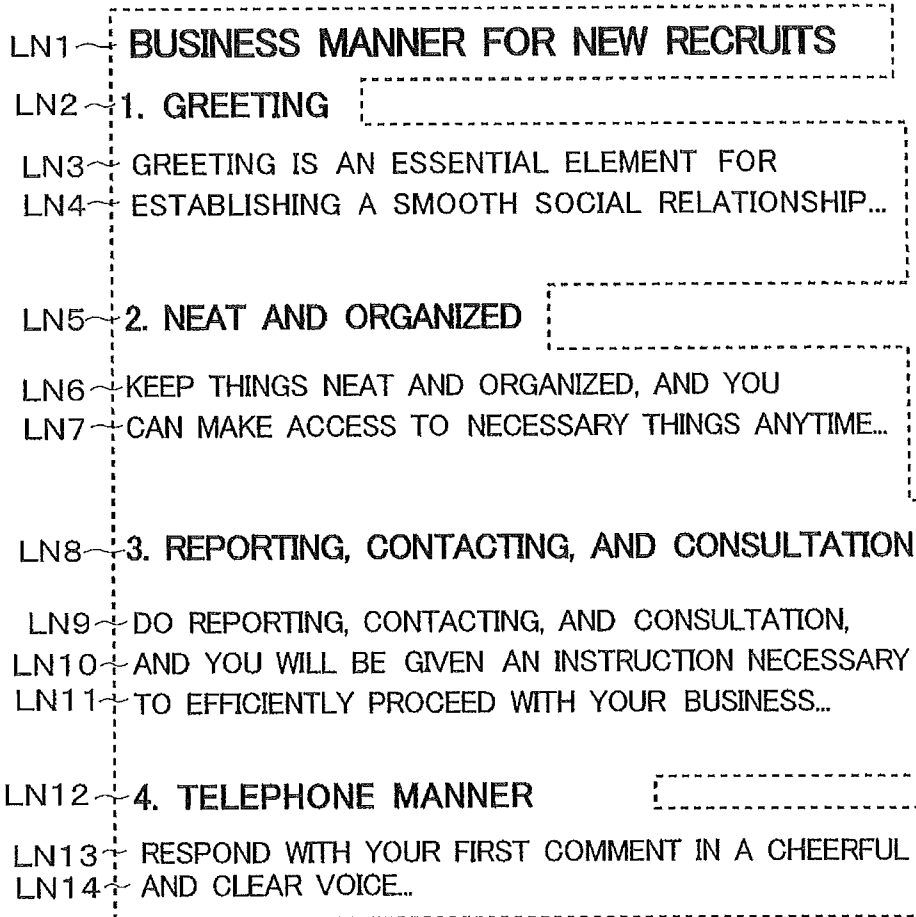 LN1 BUSINESS MANNER FOR NEW RECRUITS
LN2 1. GREETING
LN3 GREETING IS AN ESSENTIAL ELEMENT FOR
LN4 ESTABLISHING A SMOOTH SOCIAL RELATIONSHIP...
LN5 2. NEAT AND ORGANIZED
LN6 KEEP THINGS NEAT AND ORGANIZED, AND YOU
LN7 CAN MAKE ACCESS TO NECESSARY THINGS ANYTIME...
LN8 3. REPORTING, CONTACTING, AND CONSULTATION
LN9 DO REPORTING, CONTACTING, AND CONSULTATION,
LN10 AND YOU WILL BE GIVEN AN INSTRUCTION NECESSARY
LN11 TO EFFICIENTLY PROCEED WITH YOUR BUSINESS...
LN12 4. TELEPHONE MANNER
LN13 RESPOND WITH YOUR FIRST COMMENT IN A CHEERFUL
LN14 AND CLEAR VOICE...